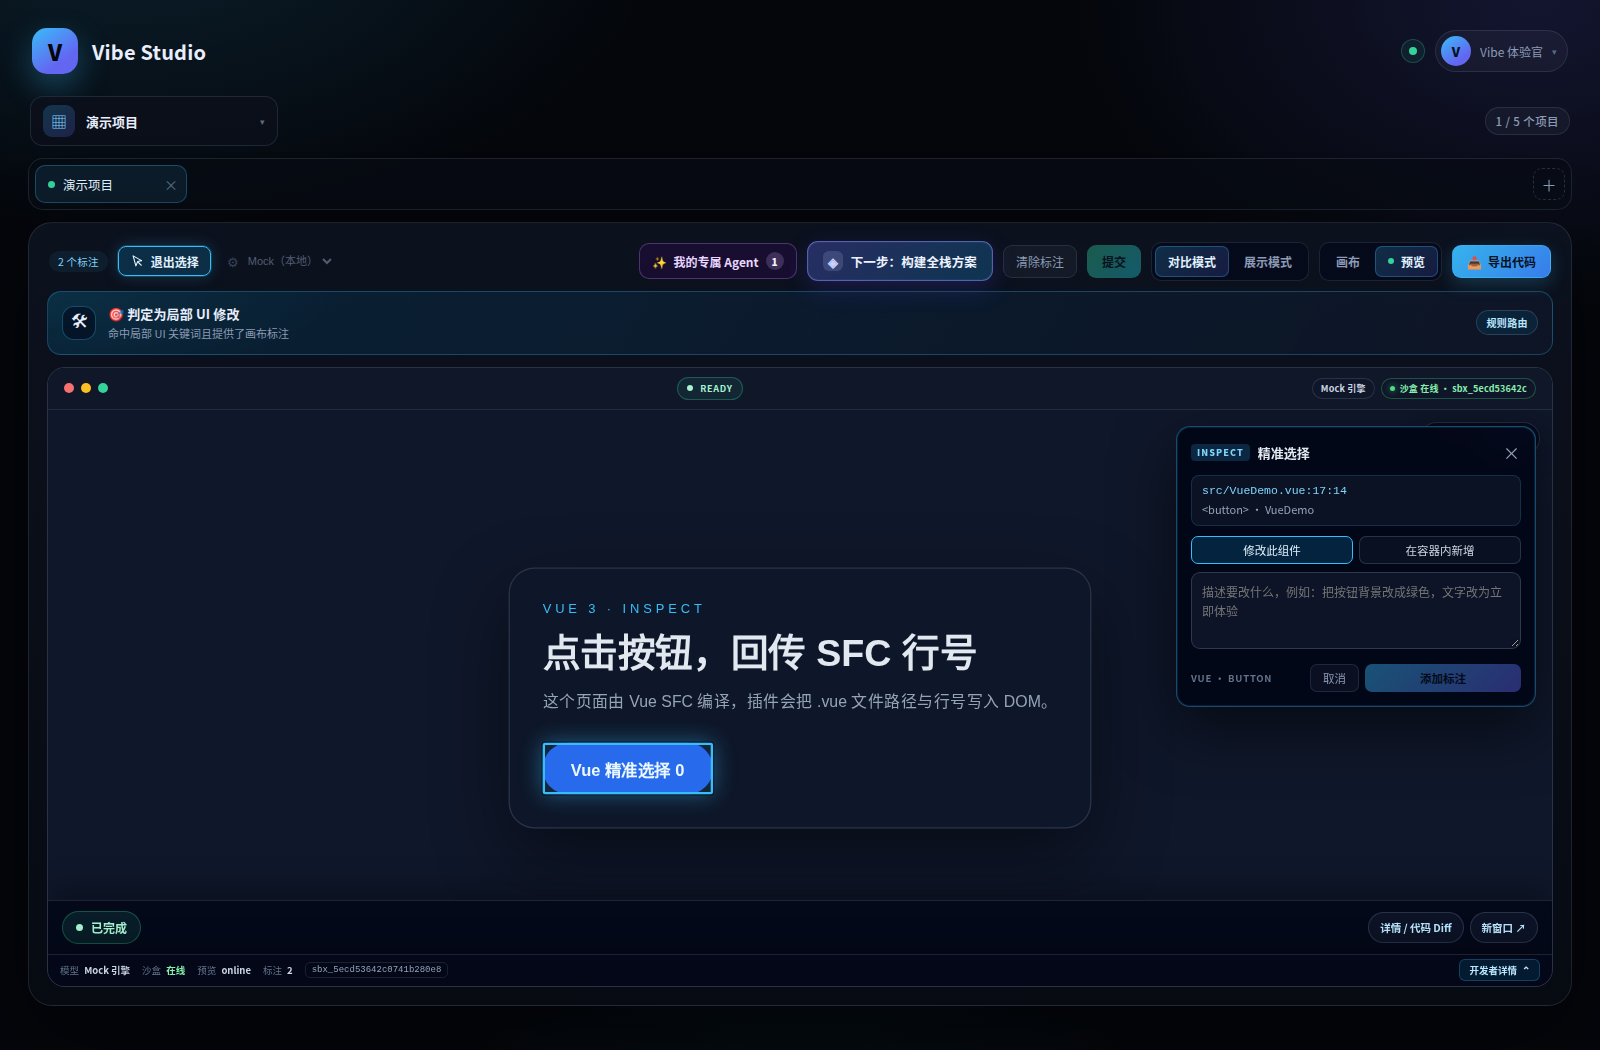 V
Vibe Studio
V
Vibe 体验官
演示项目
1 / 5 个项目
演示项目
2 个标注
退出选择
Mock（本地）
我的专属 Agent 1
下一步：构建全栈方案
清除标注
提交
对比模式
展示模式
画布
预览
导出代码
判定为局部 UI 修改
命中局部 UI 关键词且提供了画布标注
规则路由
READY
Mock 引擎
沙盒 在线 • sbx_5ecd53642c
INSPECT 精准选择
src/VueDemo.vue:17:14
<button> • VueDemo
修改此组件
在容器内新增
描述要改什么，例如：把按钮背景改成绿色，文字改为立
即体验
VUE • BUTTON
取消
添加标注
VUE 3 · INSPECT
点击按钮，回传 SFC 行号
这个页面由 Vue SFC 编译，插件会把 .vue 文件路径与行号写入 DOM。
Vue 精准选择 0
已完成
详情 / 代码 Diff
新窗口 ↗
模型 Mock 引擎
沙盒 在线
预览 online
标注 2
sbx_5ecd53642c0741b280e8
开发者详情